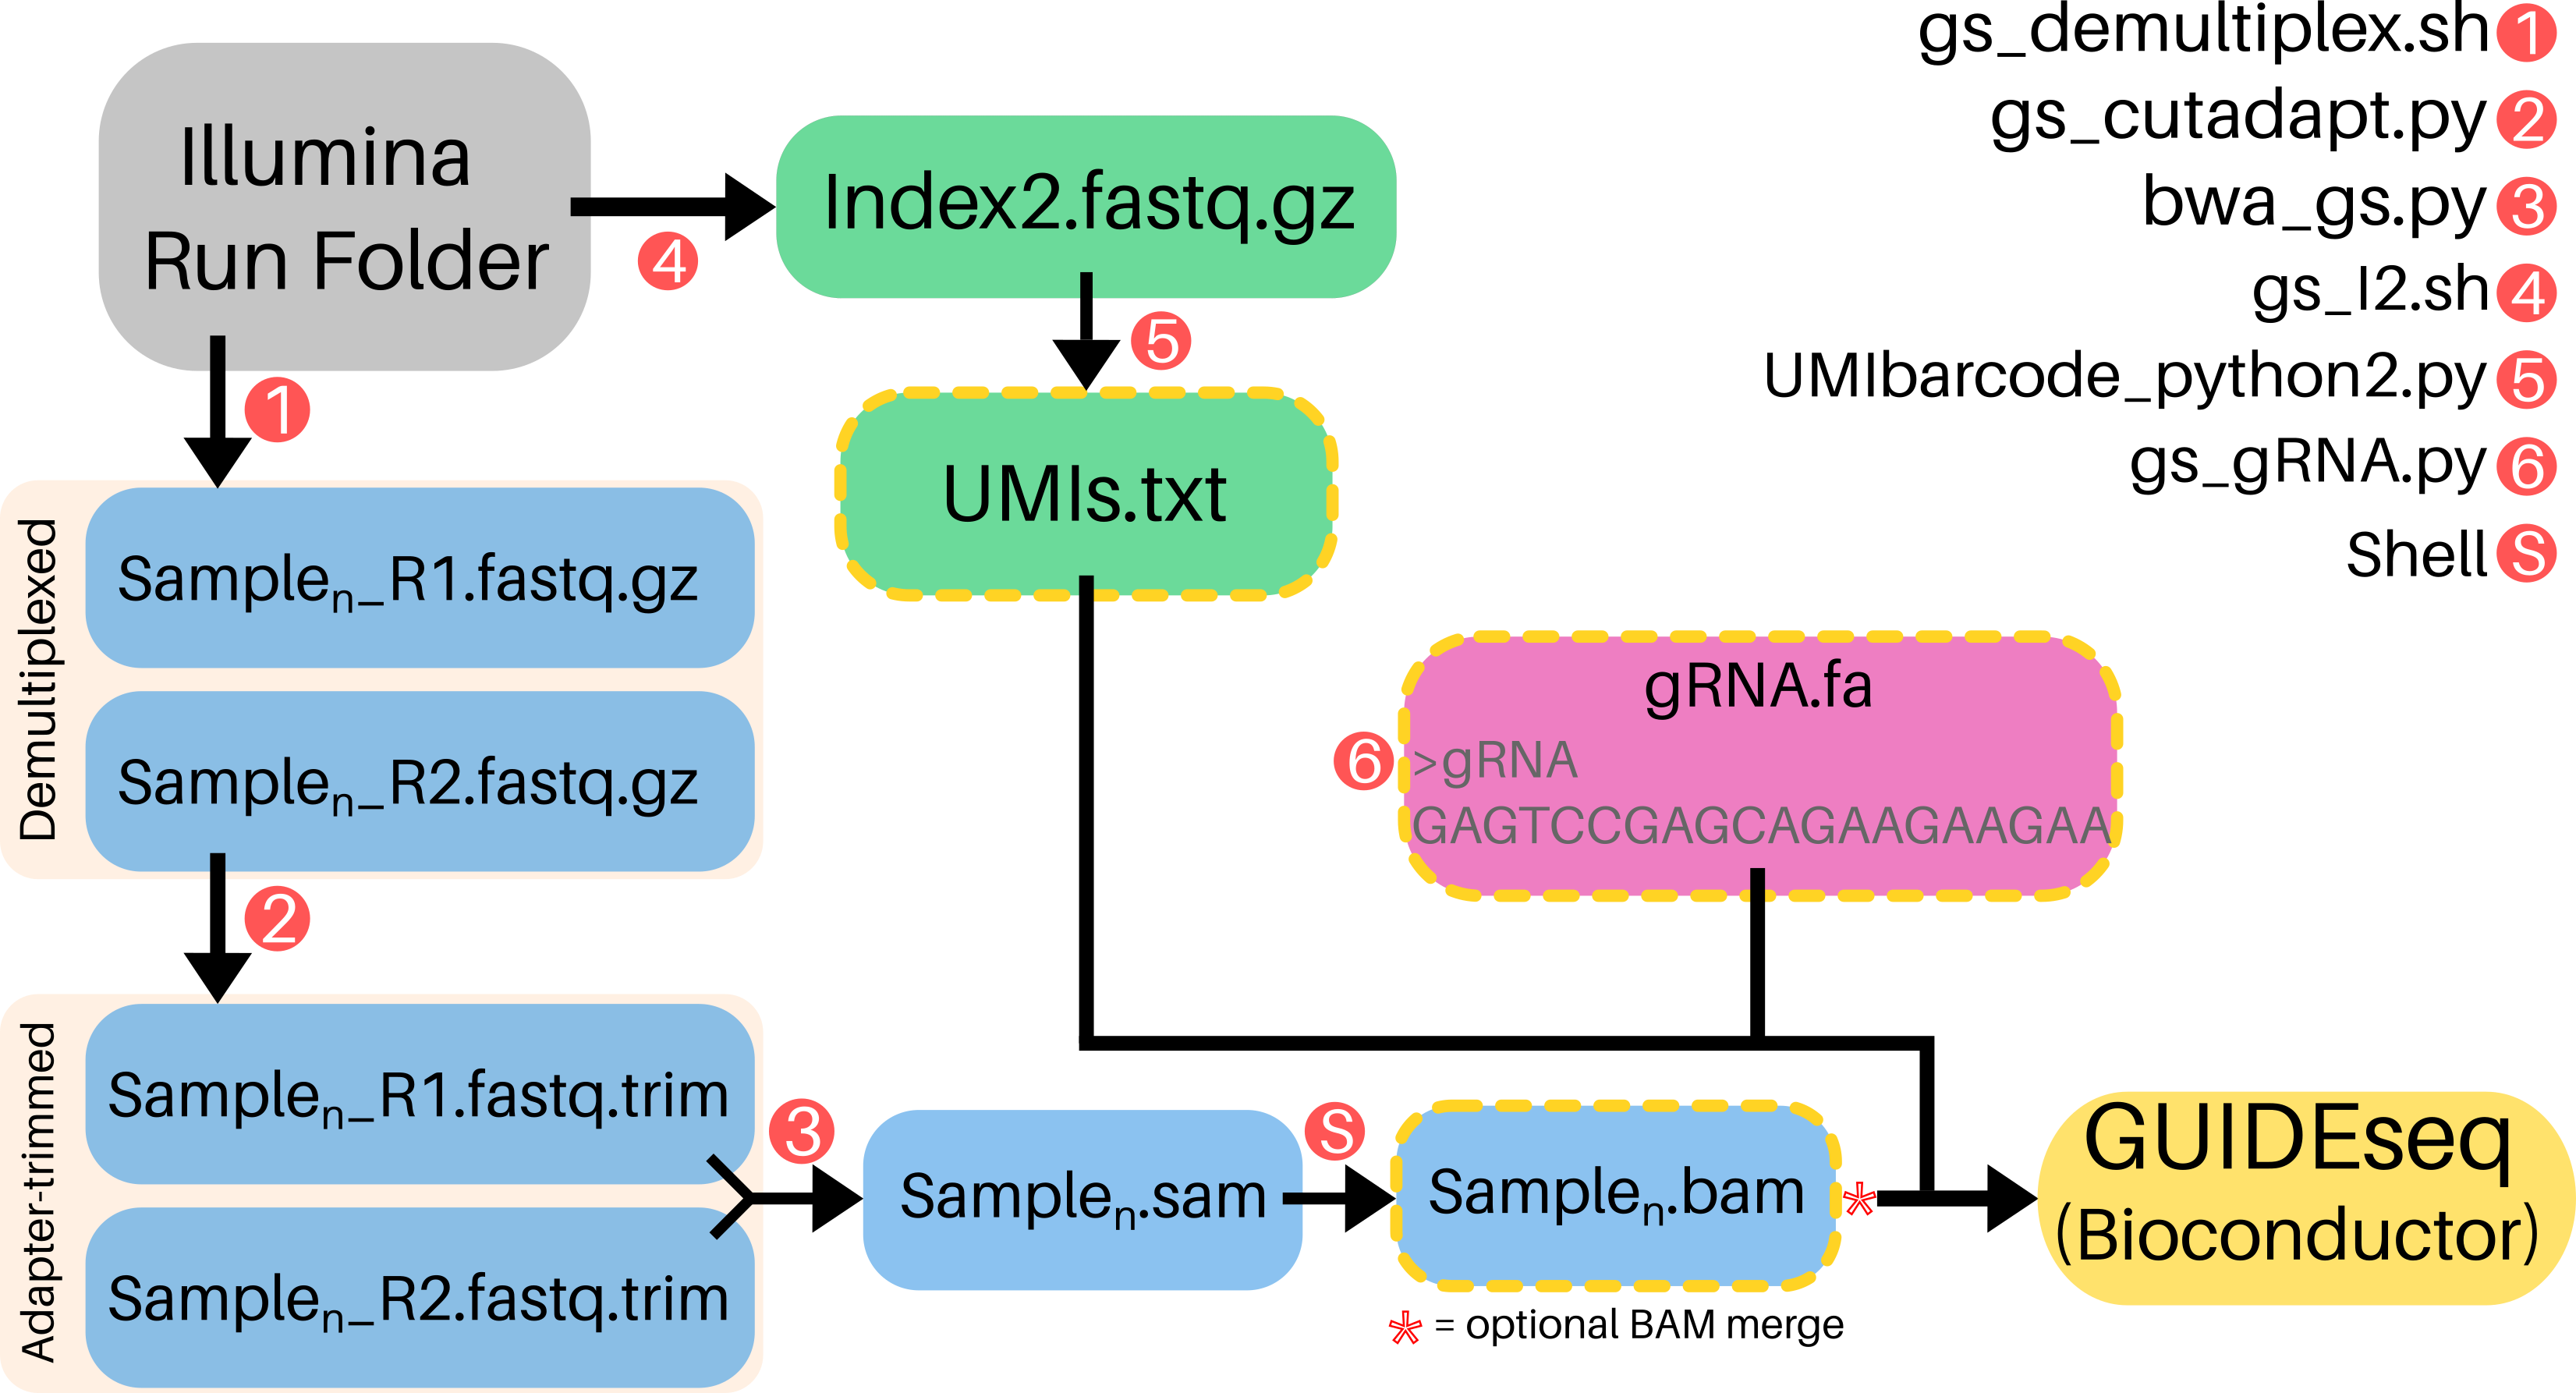 Illumina
Run Folder
4
Index2.fastq.gz
1
5
UMIs.txt
Demultiplexed
Sampleₙ_R1.fastq.gz
Sampleₙ_R2.fastq.gz
2
Adapter-trimmed
Sampleₙ_R1.fastq.trim
Sampleₙ_R2.fastq.trim
3
Sampleₙ.sam
S
Sampleₙ.bam
*
* = optional BAM merge
gRNA.fa
6
>gRNA
GAGTCCGAGCAGAAGAAGAA
GUIDEseq
(Bioconductor)
gs_demultiplex.sh 1
gs_cutadapt.py 2
bwa_gs.py 3
gs_I2.sh 4
UMIbarcode_python2.py 5
gs_gRNA.py 6
Shell S